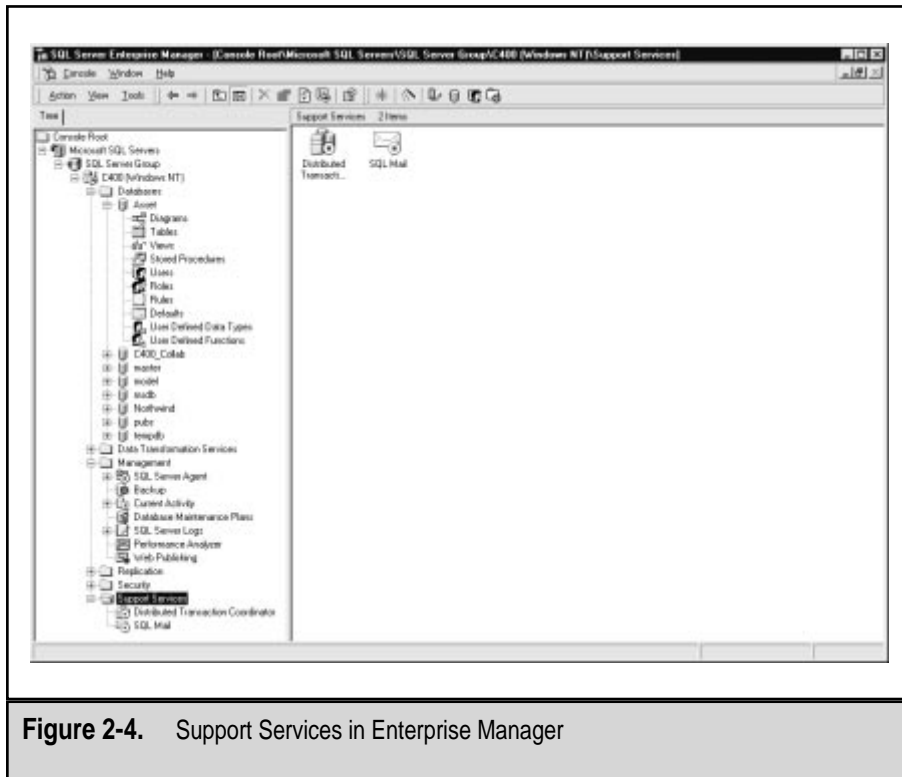 SQL Server Enterprise Manager - [Console Root\Microsoft SQL Servers\SQL Server Group\C400 (Windows NT)\Support Services]
Console Window Help
Action View Tools
Tree
Support Services 2 Items
Console Root
Microsoft SQL Servers
SQL Server Group
C400 (Windows NT)
Databases
Asset
Diagrams
Tables
Views
Stored Procedures
Users
Roles
Rules
Defaults
User Defined Data Types
User Defined Functions
C400_Collab
master
model
msdb
Northwind
pubs
tempdb
Data Transformation Services
Management
SQL Server Agent
Backup
Current Activity
Database Maintenance Plans
SQL Server Logs
Performance Analyzer
Web Publishing
Replication
Security
Support Services
Distributed Transaction Coordinator
SQL Mail
Distributed Transacti...
SQL Mail
Figure 2-4. Support Services in Enterprise Manager